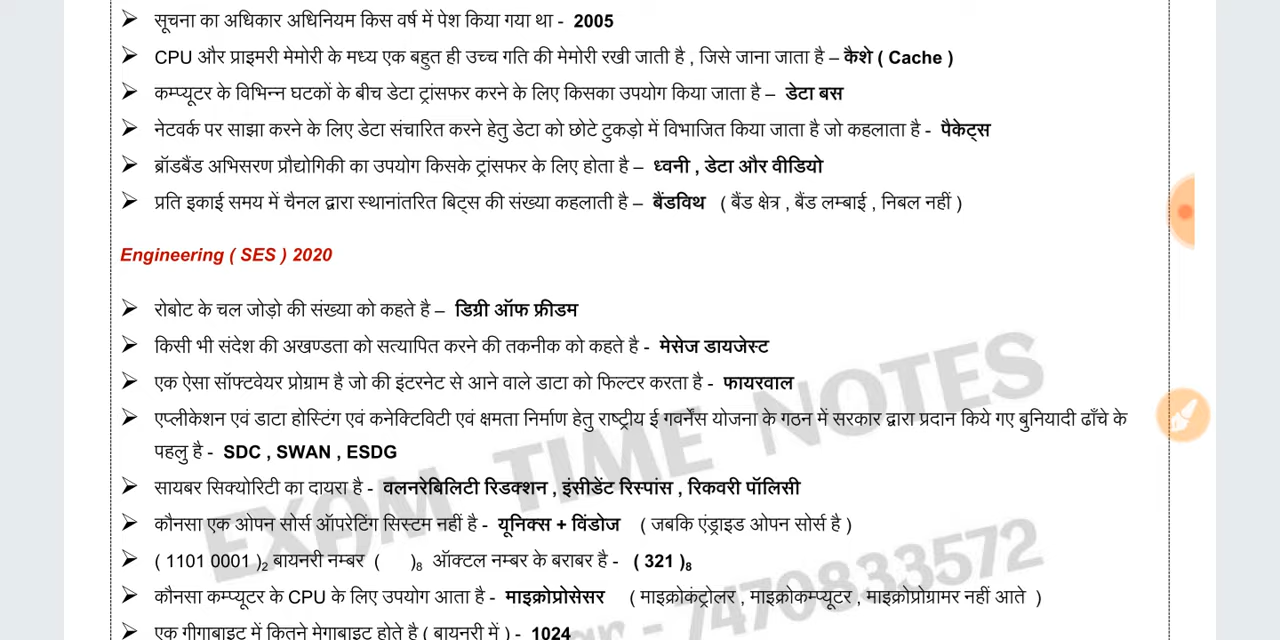 ➢ सूचना का अधिकार अधिनियम किस वर्ष में पेश किया गया था - 2005
➢ CPU और प्राइमरी मेमोरी के मध्य एक बहुत ही उच्च गति की मेमोरी रखी जाती है , जिसे जाना जाता है – कैशे ( Cache )
➢ कम्प्यूटर के विभिन्न घटकों के बीच डेटा ट्रांसफर करने के लिए किसका उपयोग किया जाता है – डेटा बस
➢ नेटवर्क पर साझा करने के लिए डेटा संचारित करने हेतु डेटा को छोटे टुकड़ो में विभाजित किया जाता है जो कहलाता है - पैकेट्स
➢ ब्रॉडबैंड अभिसरण प्रौद्योगिकी का उपयोग किसके ट्रांसफर के लिए होता है – ध्वनी , डेटा और वीडियो
➢ प्रति इकाई समय में चैनल द्वारा स्थानांतरित बिट्स की संख्या कहलाती है – बैंडविथ ( बैंड क्षेत्र , बैंड लम्बाई , निबल नहीं )
Engineering ( SES ) 2020
➢ रोबोट के चल जोड़ो की संख्या को कहते है – डिग्री ऑफ फ्रीडम
➢ किसी भी संदेश की अखण्डता को सत्यापित करने की तकनीक को कहते है - मेसेज डायजेस्ट
➢ एक ऐसा सॉफ्टवेयर प्रोग्राम है जो की इंटरनेट से आने वाले डाटा को फिल्टर करता है - फायरवाल
➢ एप्लीकेशन एवं डाटा होस्टिंग एवं कनेक्टिविटी एवं क्षमता निर्माण हेतु राष्ट्रीय ई गवर्नेंस योजना के गठन में सरकार द्वारा प्रदान किये गए बुनियादी ढाँचे के
पहलु है - SDC , SWAN , ESDG
➢ सायबर सिक्योरिटी का दायरा है - वलनरेबिलिटी रिडक्शन , इंसीडेंट रिस्पांस , रिकवरी पॉलिसी
➢ कौनसा एक ओपन सोर्स ऑपरेटिंग सिस्टम नहीं है - यूनिक्स + विंडोज ( जबकि एंड्राइड ओपन सोर्स है )
➢ ( 1101 0001 )₂ बायनरी नम्बर ( )₈ ऑक्टल नम्बर के बराबर है - ( 321 )₈
➢ कौनसा कम्प्यूटर के CPU के लिए उपयोग आता है - माइक्रोप्रोसेसर ( माइक्रोकंट्रोलर , माइक्रोकम्प्यूटर , माइक्रोप्रोग्रामर नहीं आते )
➢ एक गीगाबाइट में कितने मेगाबाइट होते है ( बायनरी में ) - 1024
EXAM TIME NOTES
- 7470833572